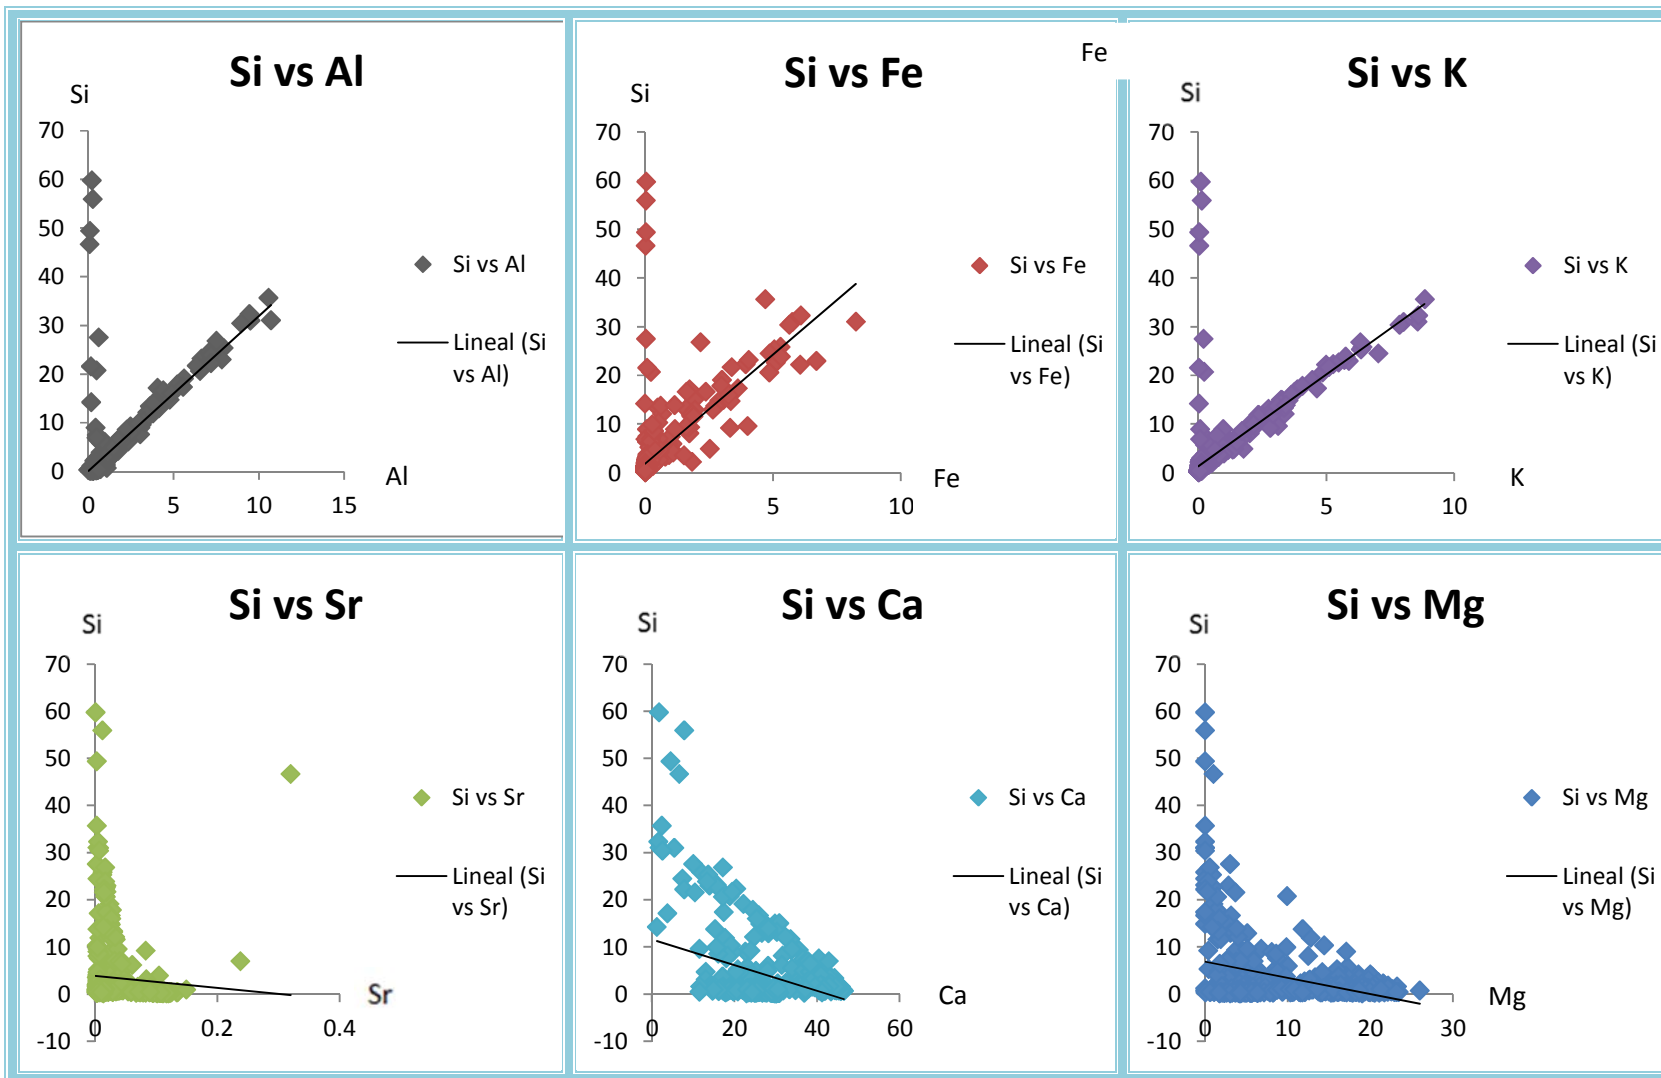 Si vs Al
Si
70
60
50
40
30
20
10
0
0
5
10
15
Al
Si vs Al
Lineal (Si
vs Al)
Si vs Fe
Fe
Si
70
60
50
40
30
20
10
0
0
5
10
Fe
Si vs Fe
Lineal (Si
vs Fe)
Si vs K
Si
70
60
50
40
30
20
10
0
0
5
10
K
Si vs K
Lineal (Si
vs K)
Si vs Sr
Si
70
60
50
40
30
20
10
0
-10
0
0.2
0.4
Sr
Si vs Sr
Lineal (Si
vs Sr)
Si vs Ca
Si
70
60
50
40
30
20
10
0
-10
0
20
40
60
Ca
Si vs Ca
Lineal (Si
vs Ca)
Si vs Mg
Si
70
60
50
40
30
20
10
0
-10
0
10
20
30
Mg
Si vs Mg
Lineal (Si
vs Mg)